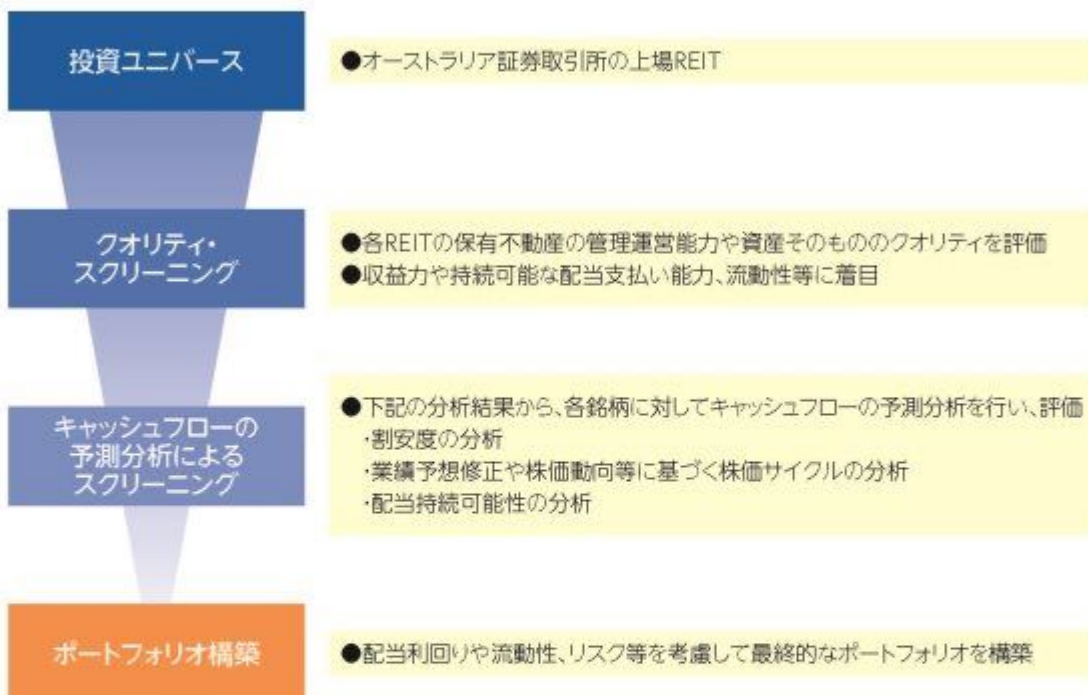 投資ユニバース
●オーストラリア証券取引所の上場REIT
クオリティ・
スクリーニング
●各REITの保有不動産の管理運営能力や資産そのもののクオリティを評価
●収益力や持続可能な配当支払い能力、流動性等に着目
キャッシュフローの
予測分析による
スクリーニング
●下記の分析結果から、各銘柄に対してキャッシュフローの予測分析を行い、評価
・割安度の分析
・業績予想修正や株価動向等に基づく株価サイクルの分析
・配当持続可能性の分析
ポートフォリオ構築
●配当利回りや流動性、リスク等を考慮して最終的なポートフォリオを構築